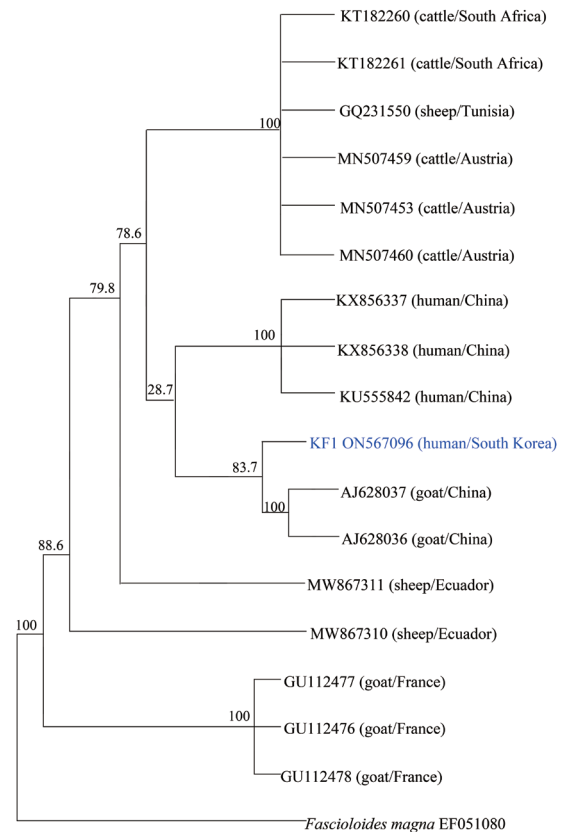 KT182260 (cattle/South Africa)
KT182261 (cattle/South Africa)
GQ231550 (sheep/Tunisia)
100
MN507459 (cattle/Austria)
MN507453 (cattle/Austria)
78.6
MN507460 (cattle/Austria)
79.8
KX856337 (human/China)
100
KX856338 (human/China)
28.7
KU555842 (human/China)
KF1 ON567096 (human/South Korea)
83.7
AJ628037 (goat/China)
100
AJ628036 (goat/China)
88.6
MW867311 (sheep/Ecuador)
100
MW867310 (sheep/Ecuador)
GU112477 (goat/France)
100
GU112476 (goat/France)
GU112478 (goat/France)
Fascioloides magna EF051080